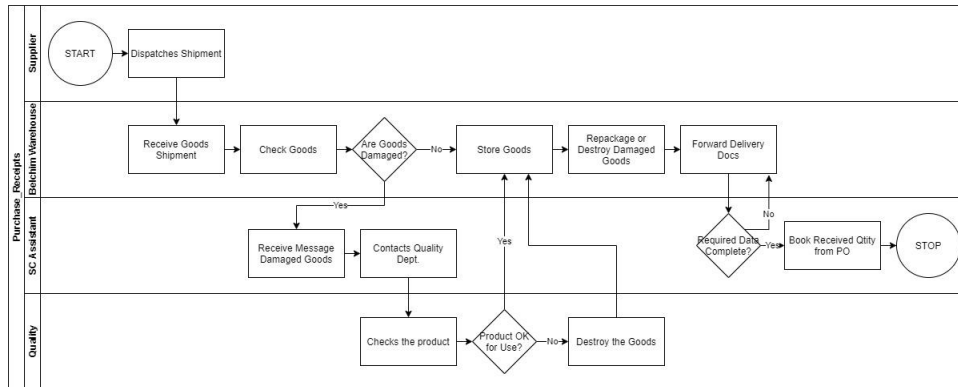 Purchase_Receipts
Supplier
START
Dispatches Shipment
Belchim Warehouse
Receive Goods
Shipment
Check Goods
Are Goods
Damaged?
No
Store Goods
Repackage or
Destroy Damaged
Goods
Forward Delivery
Docs
Yes
No
SC Assistant
Receive Message
Damaged Goods
Contacts Quality
Dept.
Yes
Required Data
Complete?
Yes
Book Received Qtity
from PO
STOP
Quality
Checks the product
Product OK
for Use?
No
Destroy the Goods